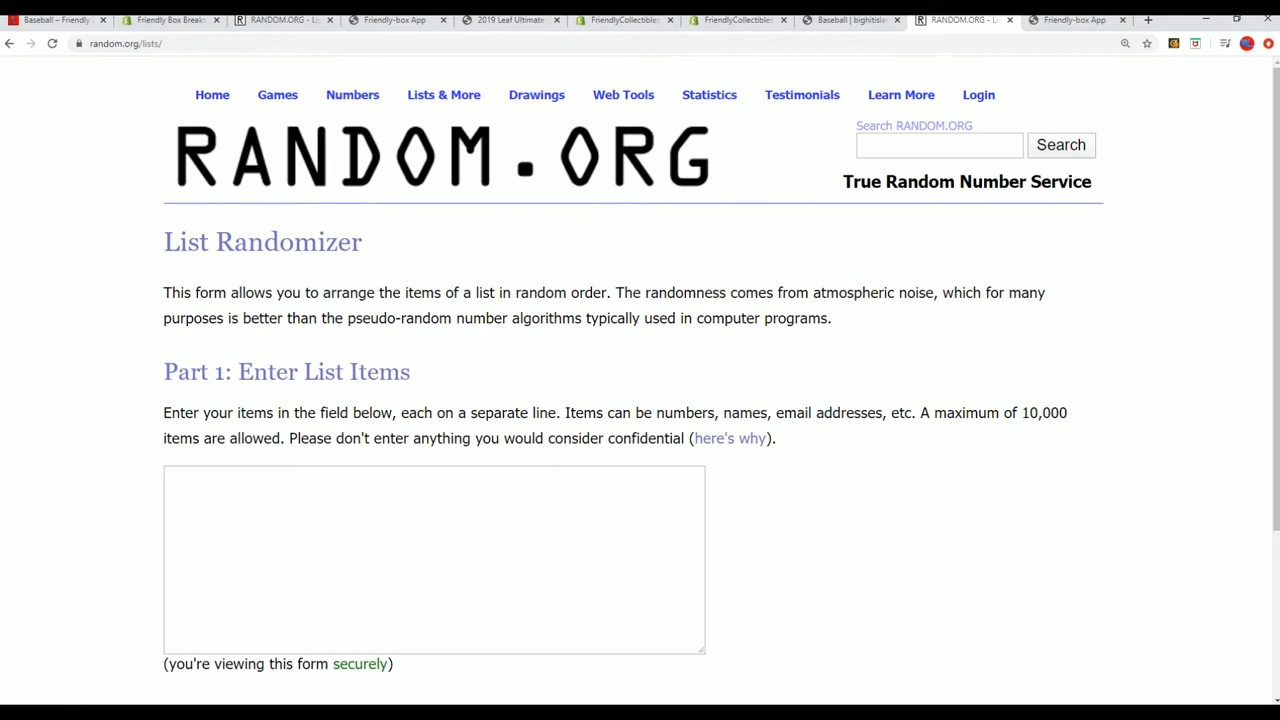 Baseball – Friendly
Friendly Box Breaks
RANDOM.ORG - Lis
Friendly-box App
2019 Leaf Ultimate
FriendlyCollectibles
FriendlyCollectibles
Baseball | bighitisla
RANDOM.ORG - Lis
Friendly-box App
random.org/lists/
Home Games Numbers Lists & More Drawings Web Tools Statistics Testimonials Learn More Login
RANDOM.ORG
Search RANDOM.ORG
Search
True Random Number Service
List Randomizer
This form allows you to arrange the items of a list in random order. The randomness comes from atmospheric noise, which for many
purposes is better than the pseudo-random number algorithms typically used in computer programs.
Part 1: Enter List Items
Enter your items in the field below, each on a separate line. Items can be numbers, names, email addresses, etc. A maximum of 10,000
items are allowed. Please don't enter anything you would consider confidential (here's why).
(you're viewing this form securely)